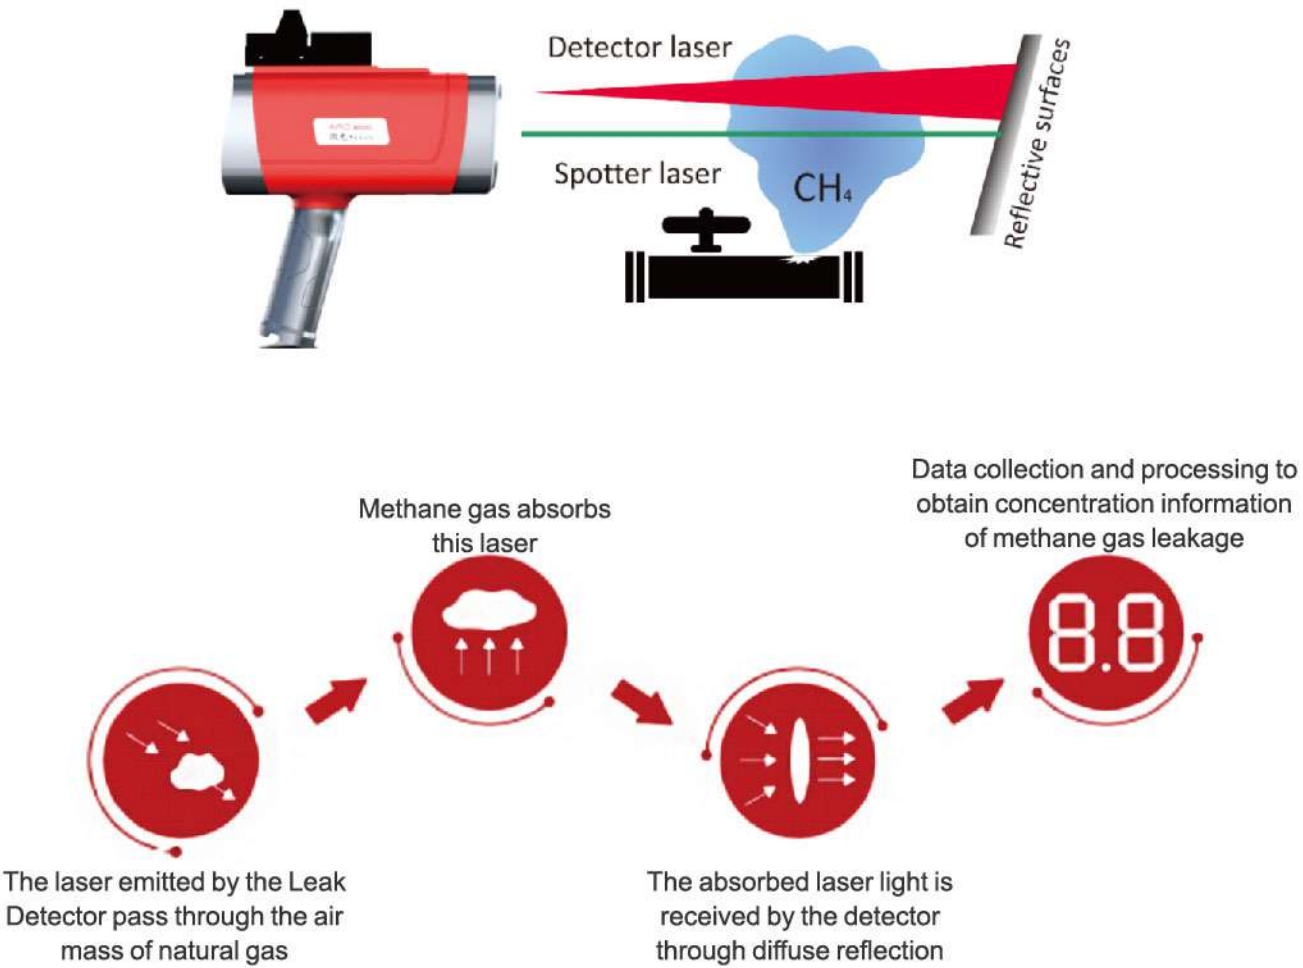 Detector laser
Spotter laser
CH₄
Reflective surfaces
Data collection and processing to
obtain concentration information
of methane gas leakage
Methane gas absorbs
this laser
8.8
The laser emitted by the Leak
Detector pass through the air
mass of natural gas
The absorbed laser light is
received by the detector
through diffuse reflection